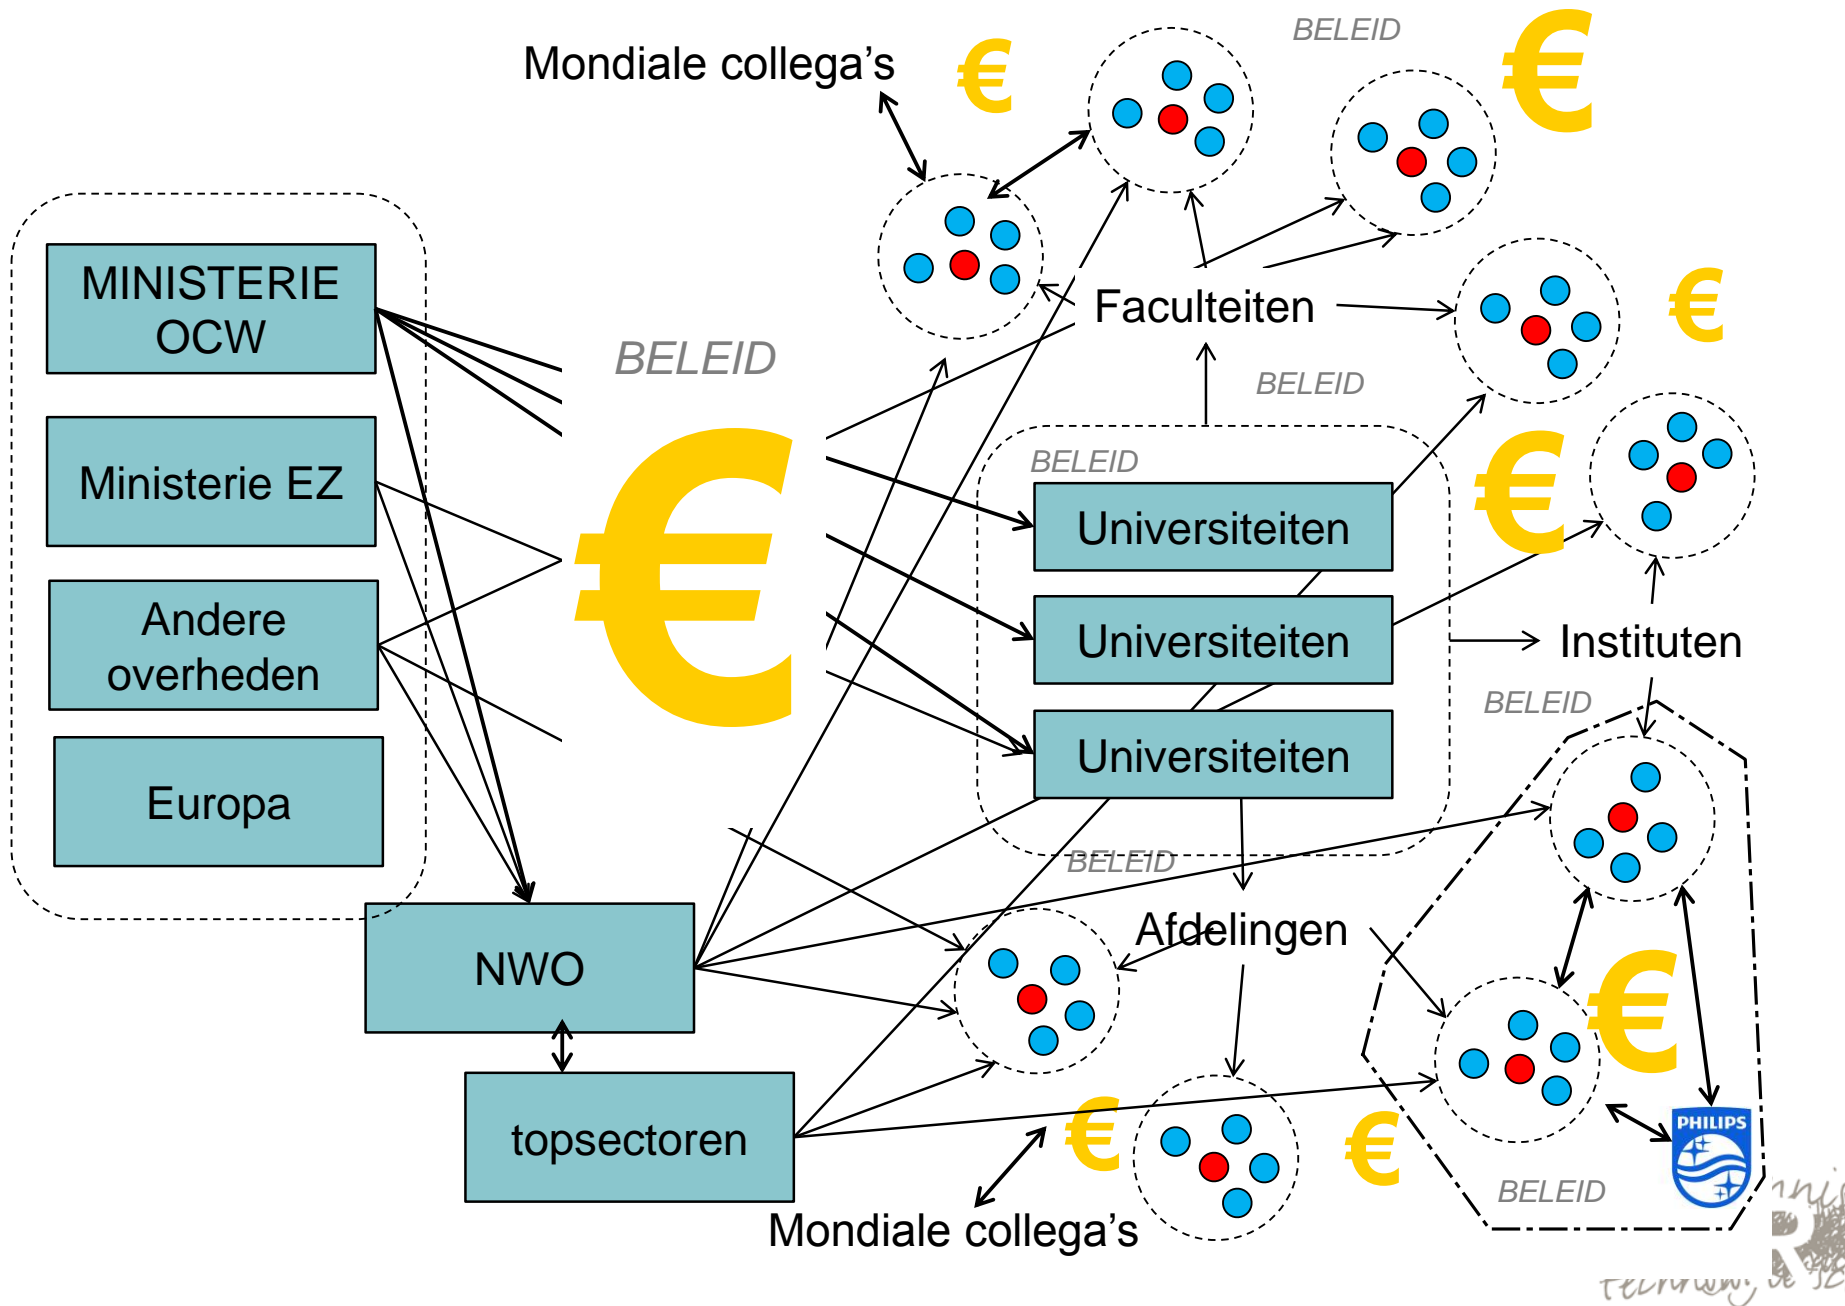 BELEID
Mondiale collega's
€
€
MINISTERIE
OCW
Faculteiten
€
BELEID
BELEID
Ministerie EZ
€
BELEID
€
Universiteiten
Andere
overheden
Universiteiten
Instituten
BELEID
Universiteiten
Europa
BELEID
Afdelingen
NWO
€
topsectoren
€
€
PHILIPS
BELEID
Mondiale collega's